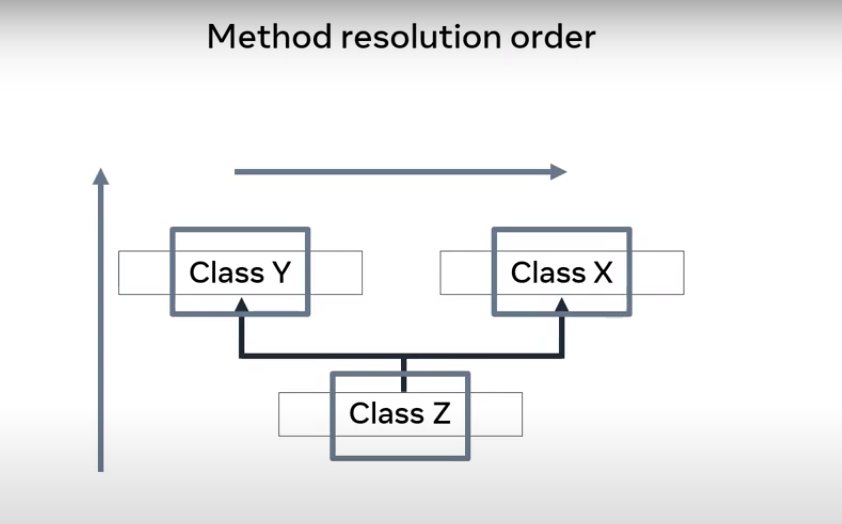 Method resolution order
Class Y
Class X
Class Z